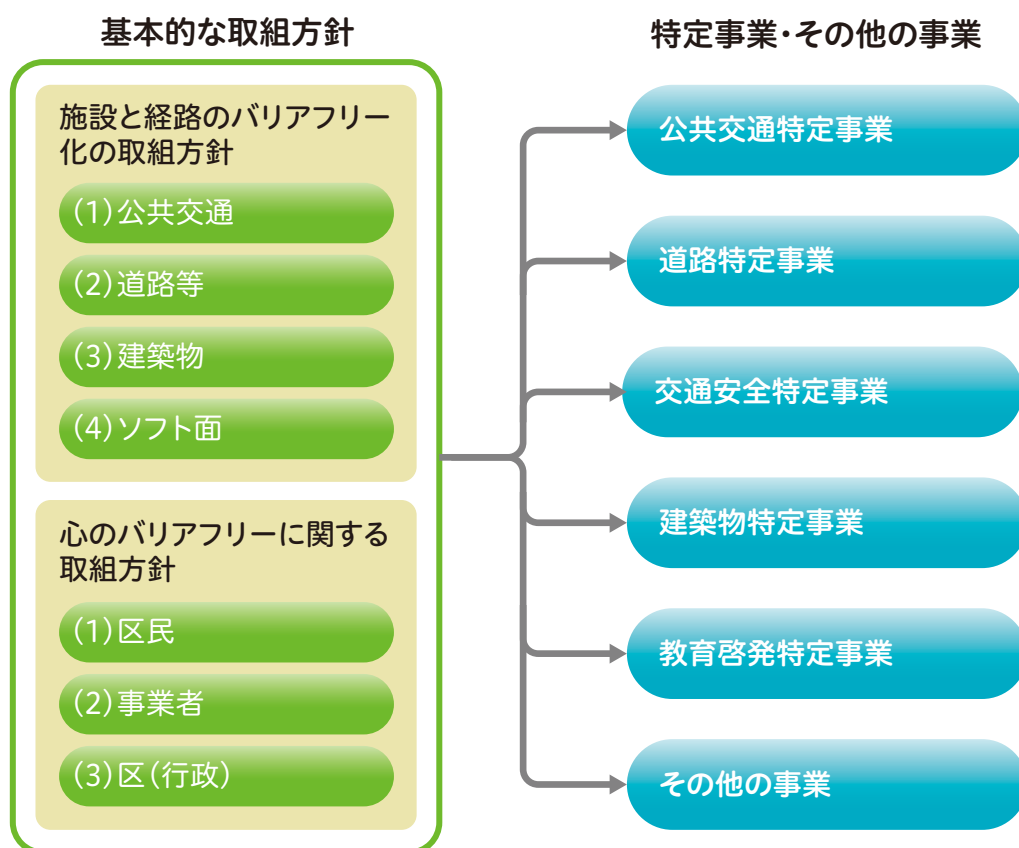 基本的な取組方針
施設と経路のバリアフリー
化の取組方針
(1)公共交通
(2)道路等
(3)建築物
(4)ソフト面
心のバリアフリーに関する
取組方針
(1)区民
(2)事業者
(3)区(行政)
特定事業・その他の事業
公共交通特定事業
道路特定事業
交通安全特定事業
建築物特定事業
教育啓発特定事業
その他の事業